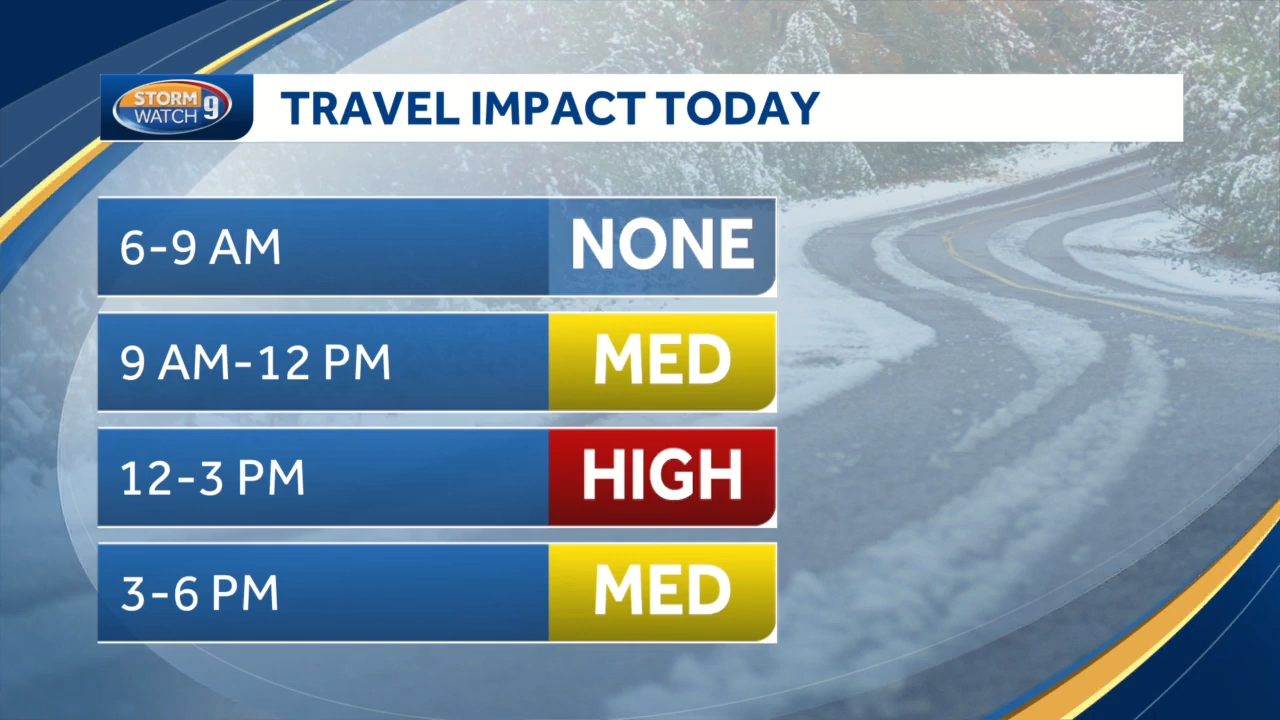 STORM
WATCH 9
TRAVEL IMPACT TODAY
6-9 AM NONE
9 AM-12 PM MED
12-3 PM HIGH
3-6 PM MED